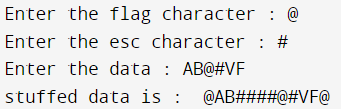 Enter the flag character : @
Enter the esc character : #
Enter the data : AB@#VF
stuffed data is :  @AB####@#VF@